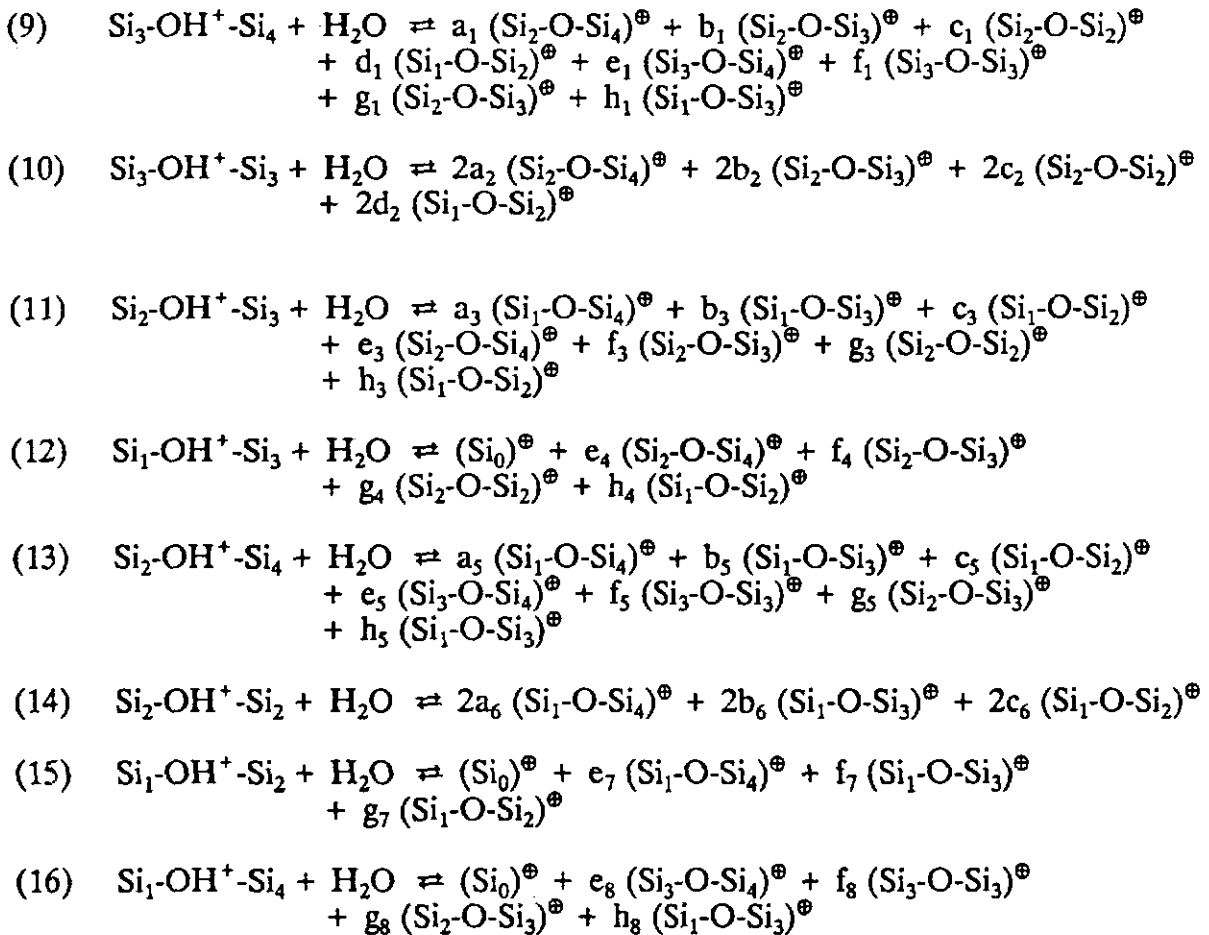 (9) Si₃-OH⁺-Si₄ + H₂O ⇌ a₁ (Si₂-O-Si₄)^⊕ + b₁ (Si₂-O-Si₃)^⊕ + c₁ (Si₂-O-Si₂)^⊕
+ d₁ (Si₁-O-Si₂)^⊕ + e₁ (Si₃-O-Si₄)^⊕ + f₁ (Si₃-O-Si₃)^⊕
+ g₁ (Si₂-O-Si₃)^⊕ + h₁ (Si₁-O-Si₃)^⊕
(10) Si₃-OH⁺-Si₃ + H₂O ⇌ 2a₂ (Si₂-O-Si₄)^⊕ + 2b₂ (Si₂-O-Si₃)^⊕ + 2c₂ (Si₂-O-Si₂)^⊕
+ 2d₂ (Si₁-O-Si₂)^⊕
(11) Si₂-OH⁺-Si₃ + H₂O ⇌ a₃ (Si₁-O-Si₄)^⊕ + b₃ (Si₁-O-Si₃)^⊕ + c₃ (Si₁-O-Si₂)^⊕
+ e₃ (Si₂-O-Si₄)^⊕ + f₃ (Si₂-O-Si₃)^⊕ + g₃ (Si₂-O-Si₂)^⊕
+ h₃ (Si₁-O-Si₂)^⊕
(12) Si₁-OH⁺-Si₃ + H₂O ⇌ (Si₀)^⊕ + e₄ (Si₂-O-Si₄)^⊕ + f₄ (Si₂-O-Si₃)^⊕
+ g₄ (Si₂-O-Si₂)^⊕ + h₄ (Si₁-O-Si₂)^⊕
(13) Si₂-OH⁺-Si₄ + H₂O ⇌ a₅ (Si₁-O-Si₄)^⊕ + b₅ (Si₁-O-Si₃)^⊕ + c₅ (Si₁-O-Si₂)^⊕
+ e₅ (Si₃-O-Si₄)^⊕ + f₅ (Si₃-O-Si₃)^⊕ + g₅ (Si₂-O-Si₃)^⊕
+ h₅ (Si₁-O-Si₃)^⊕
(14) Si₂-OH⁺-Si₂ + H₂O ⇌ 2a₆ (Si₁-O-Si₄)^⊕ + 2b₆ (Si₁-O-Si₃)^⊕ + 2c₆ (Si₁-O-Si₂)^⊕
(15) Si₁-OH⁺-Si₂ + H₂O ⇌ (Si₀)^⊕ + e₇ (Si₁-O-Si₄)^⊕ + f₇ (Si₁-O-Si₃)^⊕
+ g₇ (Si₁-O-Si₂)^⊕
(16) Si₁-OH⁺-Si₄ + H₂O ⇌ (Si₀)^⊕ + e₈ (Si₃-O-Si₄)^⊕ + f₈ (Si₃-O-Si₃)^⊕
+ g₈ (Si₂-O-Si₃)^⊕ + h₈ (Si₁-O-Si₃)^⊕